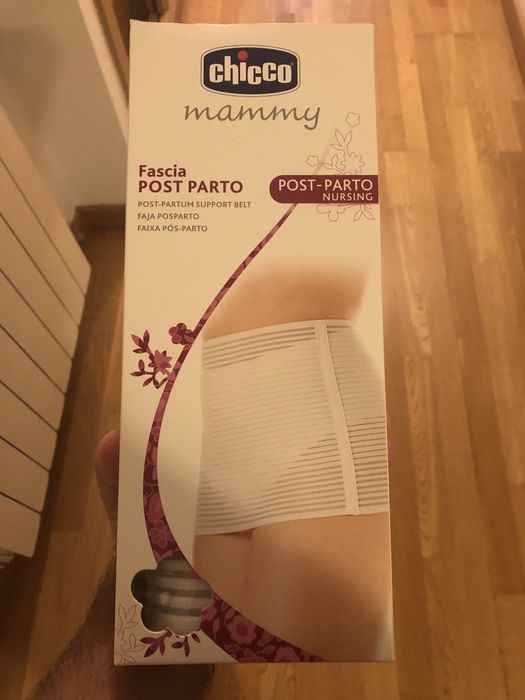 chicco
mammy
Fascia
POST PARTO
POST-PARTUM SUPPORT BELT
FAJA POSPARTO
FAIXA PÓS-PARTO
POST-PARTO
NURSING